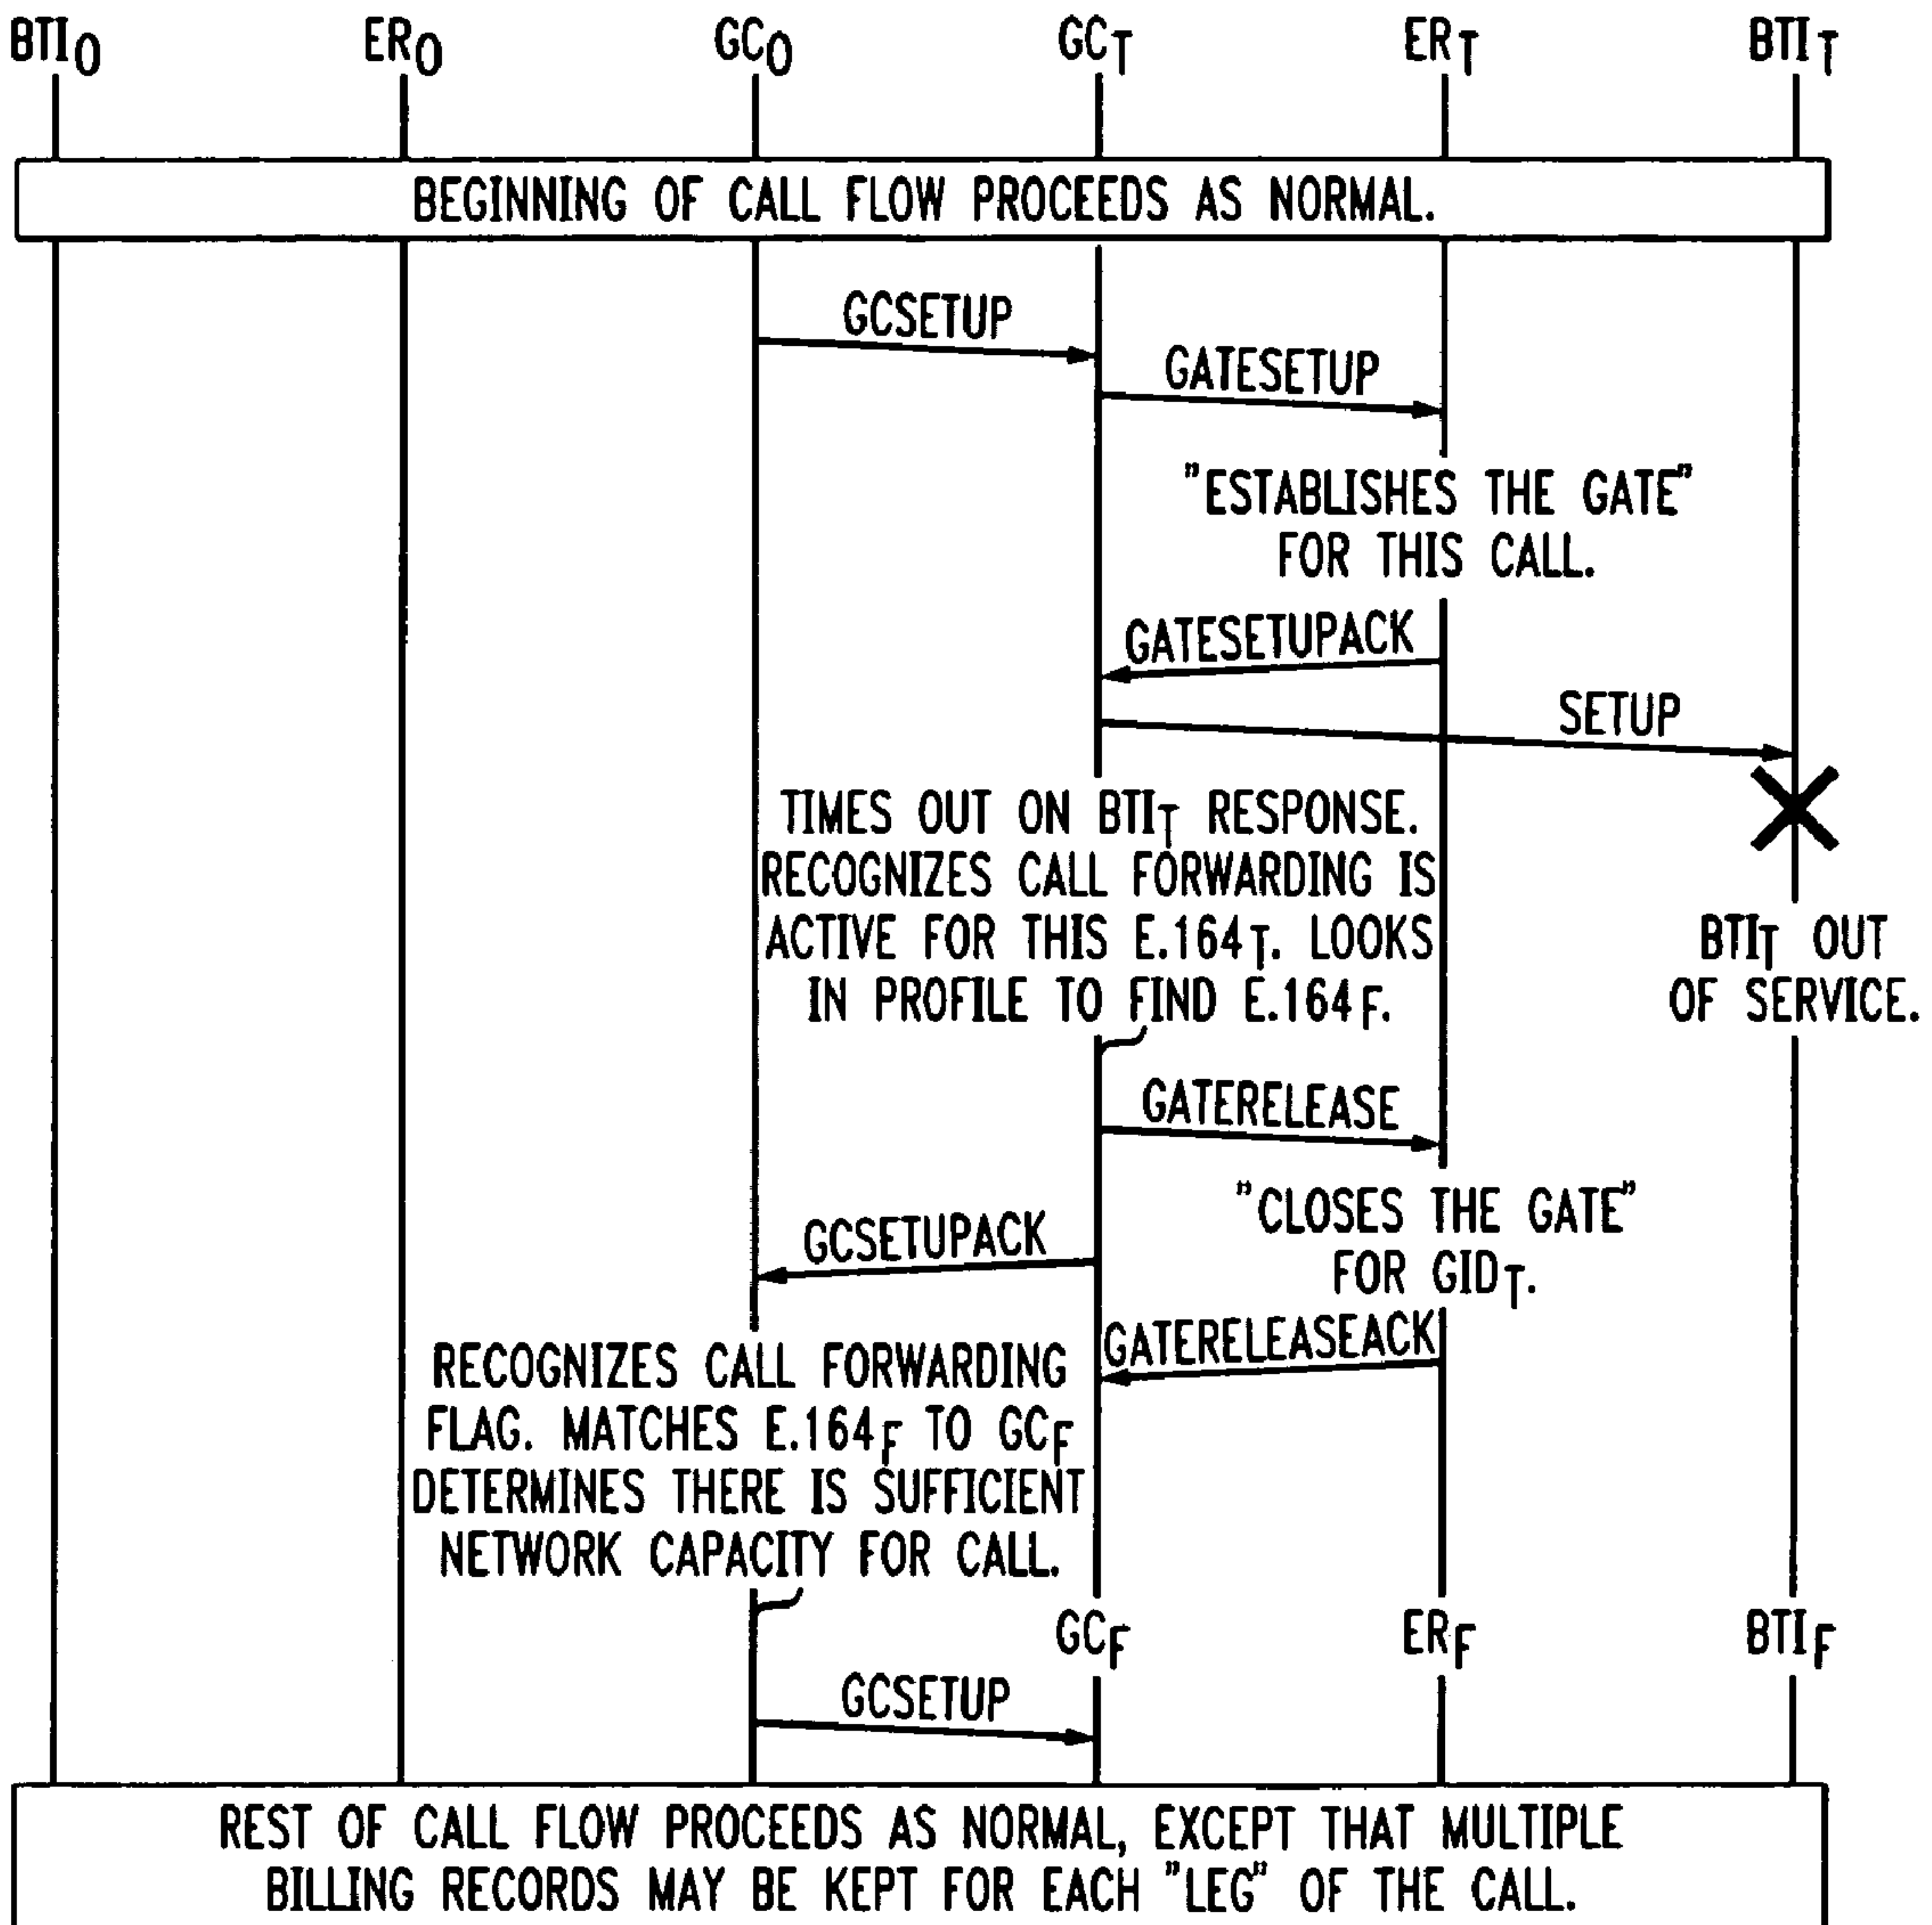 BTIO ERO GCO GCT ERT BTIT
BEGINNING OF CALL FLOW PROCEEDS AS NORMAL.
GCSETUP
GATESETUP
"ESTABLISHES THE GATE"
FOR THIS CALL.
GATESETUPACK
SETUP
TIMES OUT ON BTIT RESPONSE.
RECOGNIZES CALL FORWARDING IS
ACTIVE FOR THIS E.164T. LOOKS
IN PROFILE TO FIND E.164F.
BTIT OUT
OF SERVICE.
GATERELEASE
"CLOSES THE GATE"
FOR GIDT.
GCSETUPACK
GATERELEASEACK
RECOGNIZES CALL FORWARDING
FLAG. MATCHES E.164F TO GCF
DETERMINES THERE IS SUFFICIENT
NETWORK CAPACITY FOR CALL.
GCF ERF BTIF
GCSETUP
REST OF CALL FLOW PROCEEDS AS NORMAL, EXCEPT THAT MULTIPLE
BILLING RECORDS MAY BE KEPT FOR EACH "LEG" OF THE CALL.